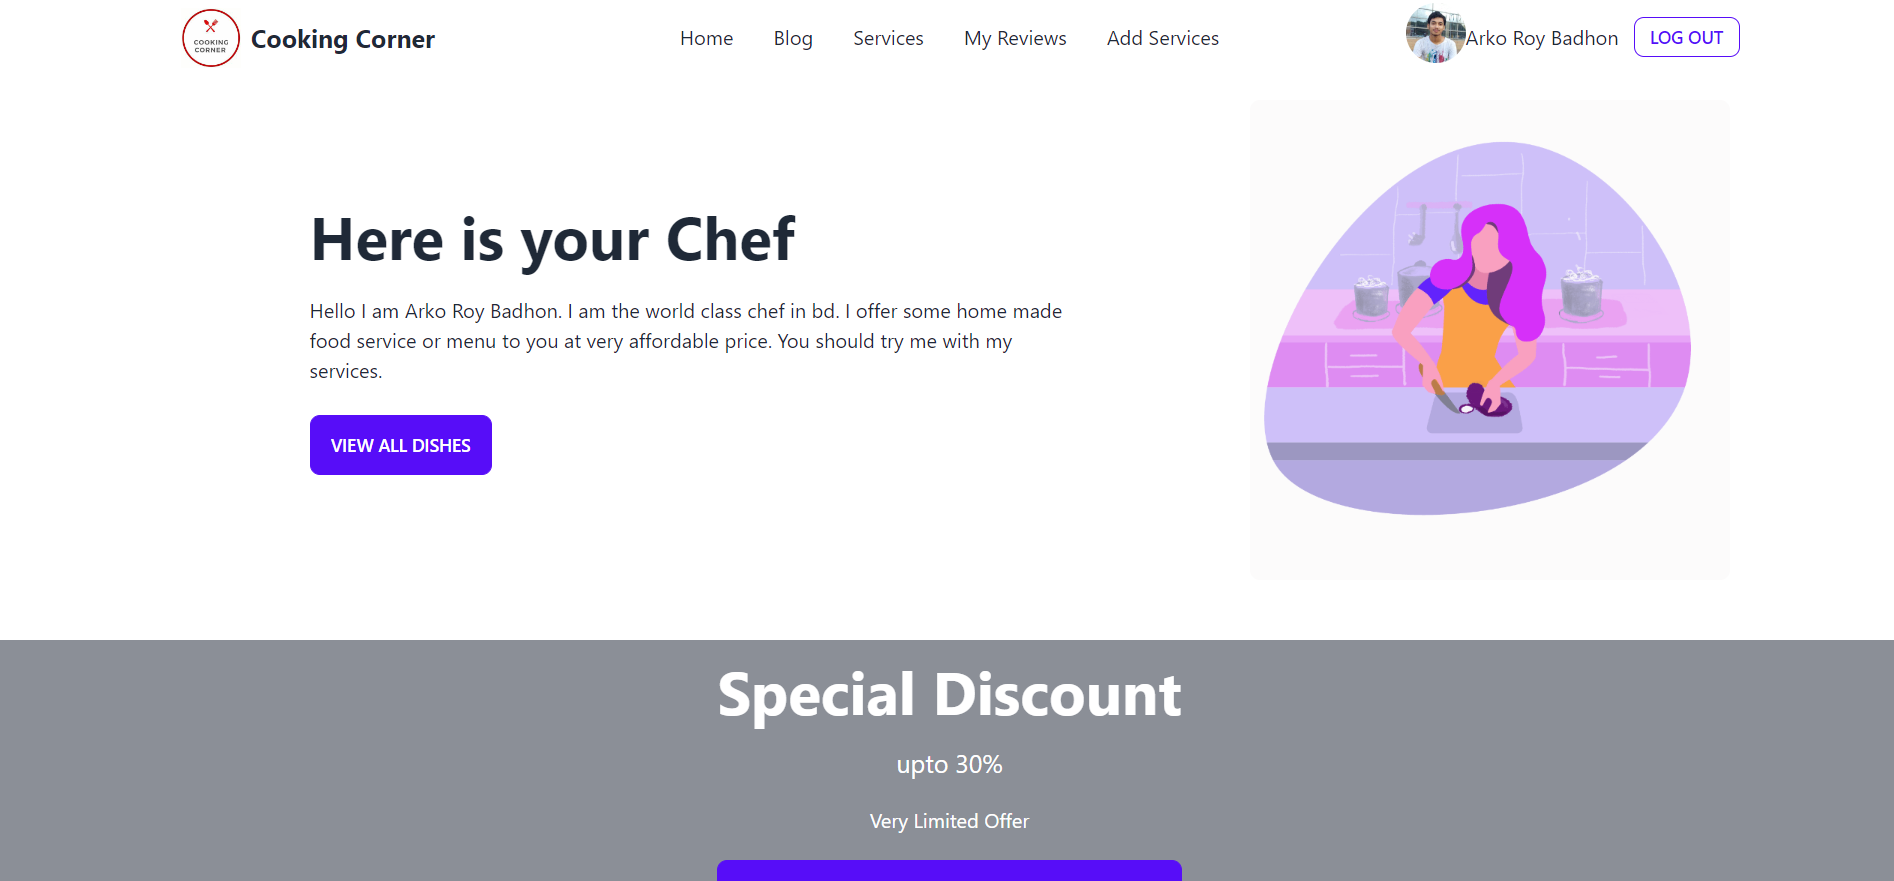 COOKING
CORNER
Cooking Corner
Home
Blog
Services
My Reviews
Add Services
Arko Roy Badhon
LOG OUT
Here is your Chef
Hello I am Arko Roy Badhon. I am the world class chef in bd. I offer some home made
food service or menu to you at very affordable price. You should try me with my
services.
VIEW ALL DISHES
Special Discount
upto 30%
Very Limited Offer